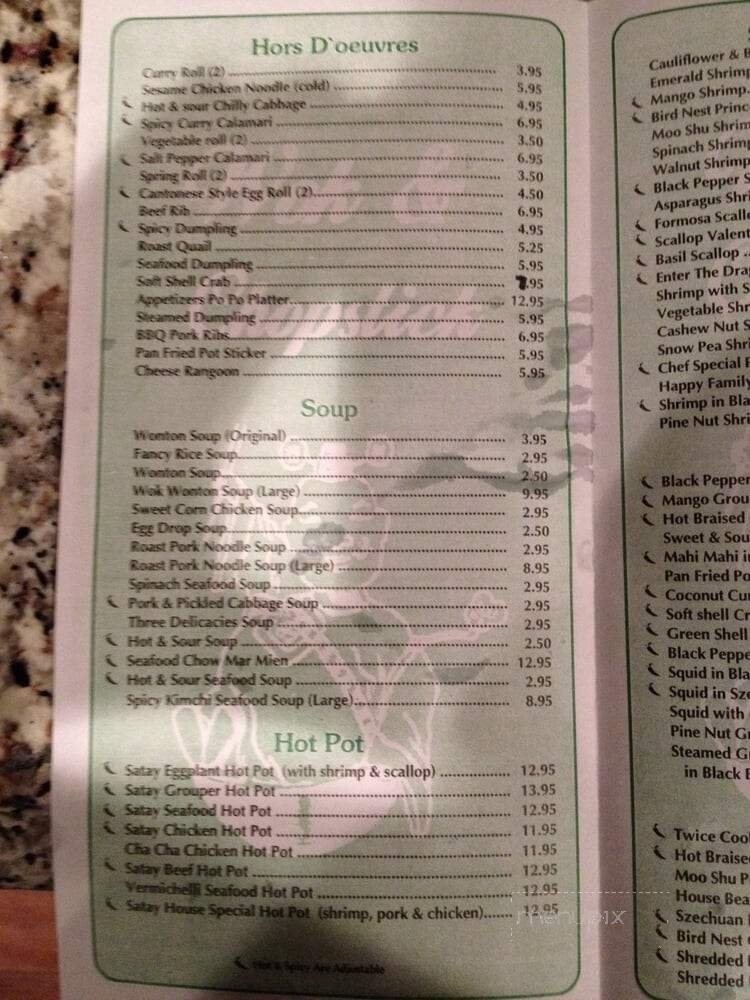 Hors D`oeuvres
Curry Roll (2) 3.95
Sesame Chicken Noodle (cold) 5.95
Hot & sour Chilly Cabbage 4.95
Spicy Curry Calamari 6.95
Vegetable roll (2) 3.50
Salt Pepper Calamari 6.95
Spring Roll (2) 3.50
Cantonese Style Egg Roll (2) 4.50
Beef Rib 6.95
Spicy Dumpling 4.95
Roast Quail 5.25
Seafood Dumpling 5.95
Soft Shell Crab .95
Appetizers Po Po Platter 12.95
Steamed Dumpling 5.95
BBQ Pork Ribs 6.95
Pan Fried Pot Sticker 5.95
Cheese Rangoon 5.95
Soup
Wonton Soup (Original) 3.95
Fancy Rice Soup 2.95
Wonton Soup 2.50
Wok Wonton Soup (Large) 9.95
Sweet Corn Chicken Soup 2.95
Egg Drop Soup 2.50
Roast Pork Noodle Soup 2.95
Roast Pork Noodle Soup (Large) 8.95
Spinach Seafood Soup 2.95
Pork & Pickled Cabbage Soup 2.95
Three Delicacies Soup 2.95
Hot & Sour Soup 2.50
Seafood Chow Mar Mien 12.95
Hot & Sour Seafood Soup 2.95
Spicy Kimchi Seafood Soup (Large) 8.95
Hot Pot
Satay Eggplant Hot Pot (with shrimp & scallop) 12.95
Satay Grouper Hot Pot 13.95
Satay Seafood Hot Pot 12.95
Satay Chicken Hot Pot 11.95
Cha Cha Chicken Hot Pot 11.95
Satay Beef Hot Pot 12.95
Vermichelli Seafood Hot Pot 12.95
Satay House Special Hot Pot (shrimp, pork & chicken) 12.95
Hot & Spicy Are Adjustable
menupix
Cauliflower & B
Emerald Shrimp
Mango Shrimp
Bird Nest Princ
Moo Shu Shrim
Spinach Shrimp
Walnut Shrimp
Black Pepper S
Asparagus Shri
Formosa Scallo
Scallop Valent
Basil Scallop
Enter The Dra
Shrimp with S
Vegetable Shr
Cashew Nut S
Snow Pea Shri
Chef Special F
Happy Family
Shrimp in Bla
Pine Nut Shri
Black Pepper
Mango Grou
Hot Braised
Sweet & Sou
Mahi Mahi in
Pan Fried Po
Coconut Cur
Soft shell Cr
Green Shell
Black Peppe
Squid in Bla
Squid in Sze
Squid with
Pine Nut Gr
Steamed Gr
in Black B
Twice Cool
Hot Braise
Moo Shu P
House Bea
Szechuan
Bird Nest
Shredded
Shredded